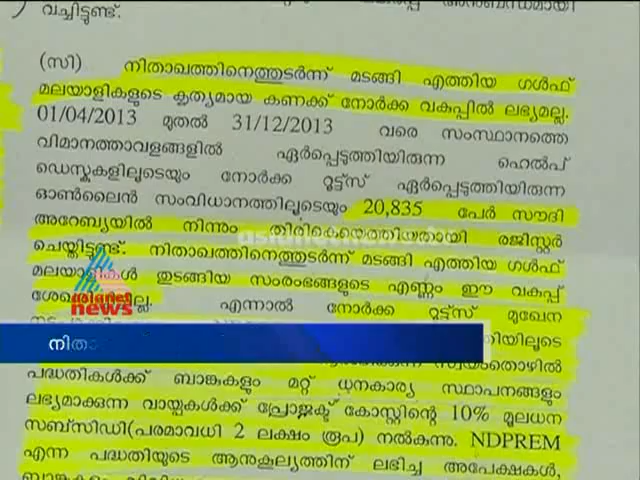 വച്ചിട്ടുണ്ട്.
(സി) നിതാഖത്തിനെത്തുടർന്ന് മടങ്ങി എത്തിയ ഗൾഫ്
മലയാളികളുടെ കൃത്യമായ കണക്ക് നോർക്ക വകുപ്പിൽ ലഭ്യമല്ല.
01/04/2013 മുതൽ 31/12/2013 വരെ സംസ്ഥാനത്തെ
വിമാനത്താവളങ്ങളിൽ ഏർപ്പെടുത്തിയിരുന്ന ഹെൽപ്
ഡെസ്കുകളിലൂടെയും നോർക്ക റൂട്ട്സ് ഏർപ്പെടുത്തിയിരുന്ന
ഓൺലൈൻ സംവിധാനത്തിലൂടെയും 20,835 പേർ സൗദി
അറേബ്യയിൽ നിന്നും തിരികെയെത്തിയതായി രജിസ്റ്റർ
ചെയ്തിട്ടുണ്ട്. നിതാഖത്തിനെത്തുടർന്ന് മടങ്ങി എത്തിയ ഗൾഫ്
മലയാളികൾ തുടങ്ങിയ സംരംഭങ്ങളുടെ എണ്ണം ഈ വകുപ്പ്
എന്നാൽ നോർക്ക റൂട്ട്സ് മുഖേന
asianet
news
സ്വയംതൊഴിൽ
പദ്ധതികൾക്ക് ബാങ്കുകളും മറ്റ് ധനകാര്യ സ്ഥാപനങ്ങളും
ലഭ്യമാക്കുന്ന വായ്പകൾക്ക് പ്രോജക്ട് കോസ്റ്റിന്റെ 10% മൂലധന
സബ്സിഡി(പരമാവധി 2 ലക്ഷം രൂപ) നൽകുന്നു. NDPREM
എന്ന പദ്ധതിയുടെ ആനുകൂല്യത്തിന് ലഭിച്ച അപേക്ഷകൾ,